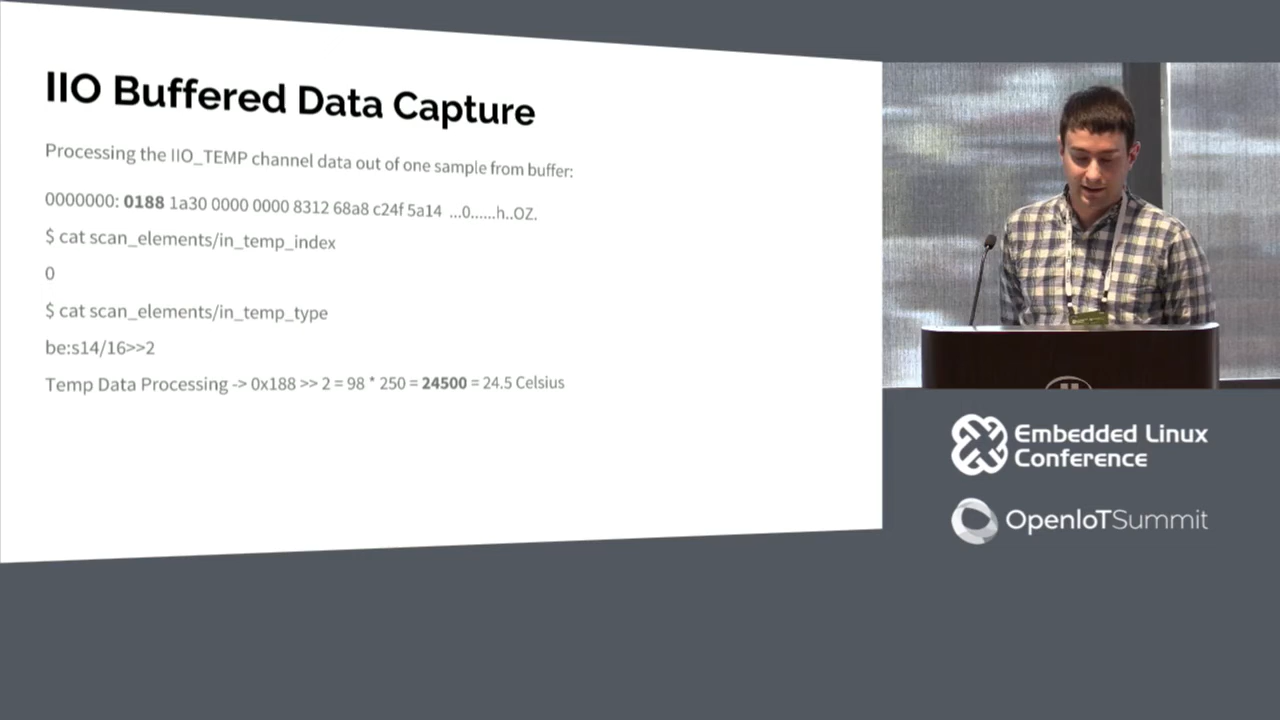 IIO Buffered Data Capture
Processing the IIO_TEMP channel data out of one sample from buffer:
0000000: 0188 1a30 0000 0000 8312 68a8 c24f 5a14 ...0......h..OZ.
$ cat scan_elements/in_temp_index
0
$ cat scan_elements/in_temp_type
be:s14/16>>2
Temp Data Processing -> 0x188 >> 2 = 98 * 250 = 24500 = 24.5 Celsius
Embedded Linux
Conference
OpenIoTSummit